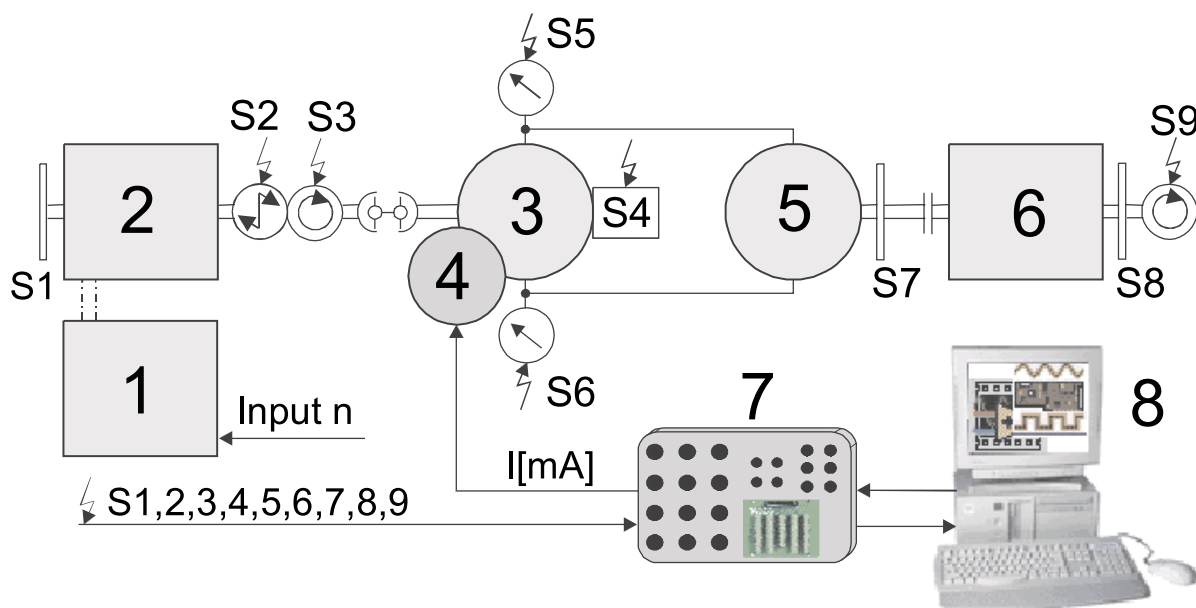 S5
S2 S3
S9
2
S4
3
5
6
4
S1
S7
S8
1
S6
7
8
Input n
I[mA]
S1,2,3,4,5,6,7,8,9